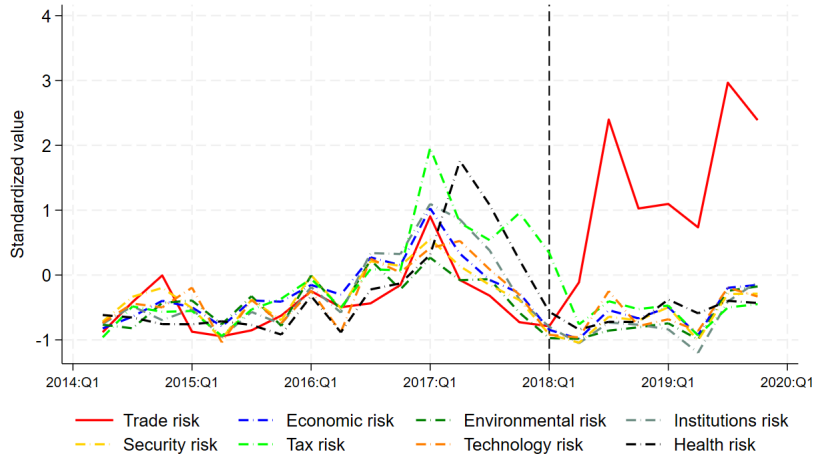 4
3
2
1
0
-1
Standardized value
2014:Q1 2015:Q1 2016:Q1 2017:Q1 2018:Q1 2019:Q1 2020:Q1
Trade risk Economic risk Environmental risk Institutions risk
Security risk Tax risk Technology risk Health risk